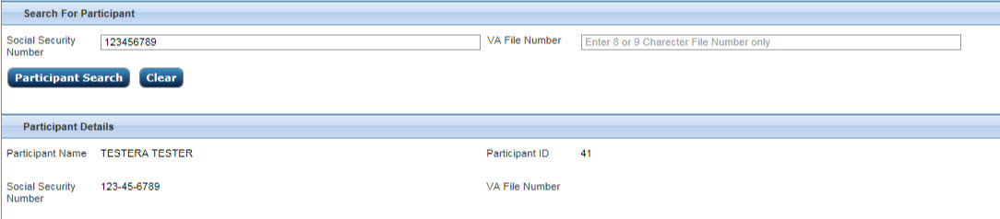 Search For Participant
Social Security Number 123456789 VA File Number Enter 8 or 9 Charecter File Number only
Participant Search Clear
Participant Details
Participant Name TESTERA TESTER Participant ID 41
Social Security Number 123-45-6789 VA File Number